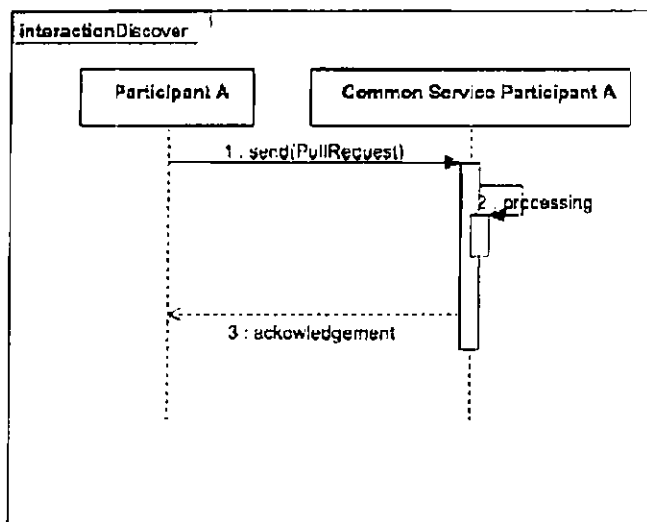 interactionDiscover
Participant A
Common Service Participant A
1 : send(PullRequest)
2 : processing
3 : ackowledgement